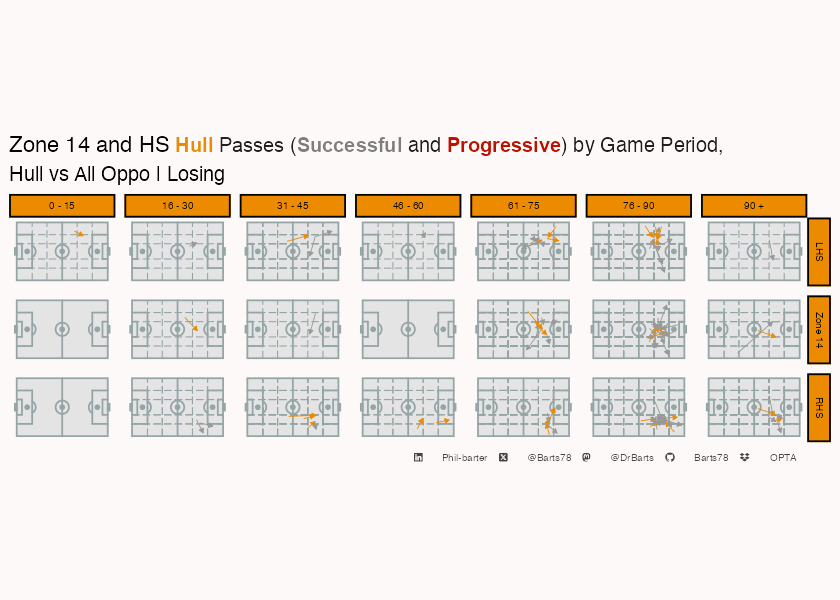 Zone 14 and HS Hull Passes (Successful and Progressive) by Game Period,
Hull vs All Oppo | Losing
0 - 15 16 - 30 31 - 45 46 - 60 61 - 75 76 - 90 90 +
LHS
Zone 14
RHS
Phil-barter @Barts78 @DrBarts Barts78 OPTA